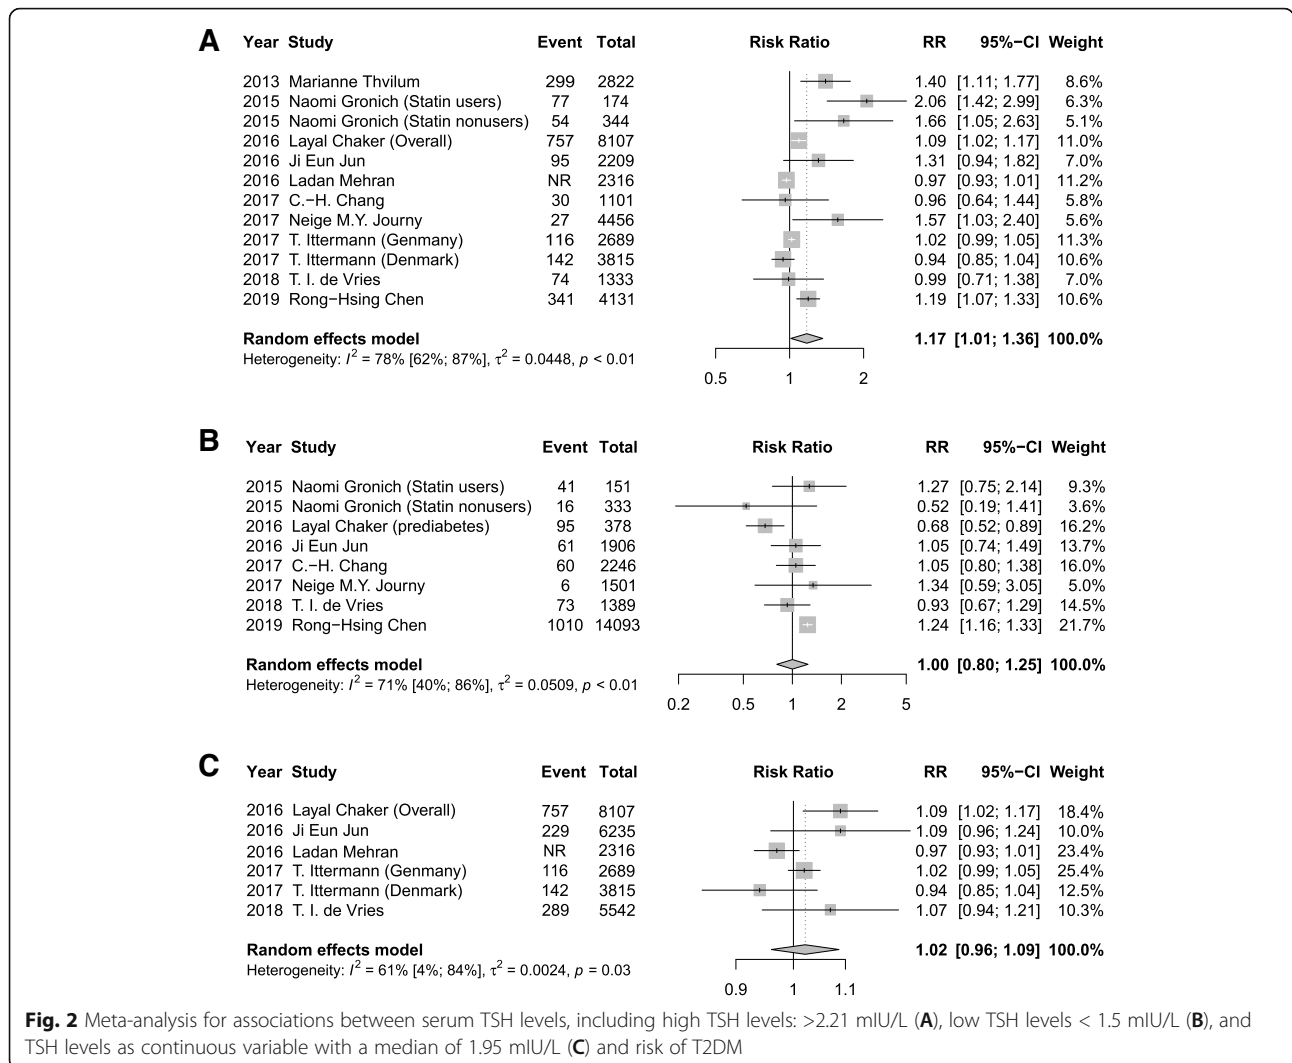 A Year Study Event Total Risk Ratio RR 95%−CI Weight
2013 Marianne Thvilum 299 2822 1.40 [1.11; 1.77] 8.6%
2015 Naomi Gronich (Statin users) 77 174 2.06 [1.42; 2.99] 6.3%
2015 Naomi Gronich (Statin nonusers) 54 344 1.66 [1.05; 2.63] 5.1%
2016 Layal Chaker (Overall) 757 8107 1.09 [1.02; 1.17] 11.0%
2016 Ji Eun Jun 95 2209 1.31 [0.94; 1.82] 7.0%
2016 Ladan Mehran NR 2316 0.97 [0.93; 1.01] 11.2%
2017 C.−H. Chang 30 1101 0.96 [0.64; 1.44] 5.8%
2017 Neige M.Y. Journy 27 4456 1.57 [1.03; 2.40] 5.6%
2017 T. Ittermann (Genmany) 116 2689 1.02 [0.99; 1.05] 11.3%
2017 T. Ittermann (Denmark) 142 3815 0.94 [0.85; 1.04] 10.6%
2018 T. I. de Vries 74 1333 0.99 [0.71; 1.38] 7.0%
2019 Rong−Hsing Chen 341 4131 1.19 [1.07; 1.33] 10.6%
Random effects model 1.17 [1.01; 1.36] 100.0%
Heterogeneity: I² = 78% [62%; 87%], τ² = 0.0448, p < 0.01
0.5 1 2
B Year Study Event Total Risk Ratio RR 95%−CI Weight
2015 Naomi Gronich (Statin users) 41 151 1.27 [0.75; 2.14] 9.3%
2015 Naomi Gronich (Statin nonusers) 16 333 0.52 [0.19; 1.41] 3.6%
2016 Layal Chaker (prediabetes) 95 378 0.68 [0.52; 0.89] 16.2%
2016 Ji Eun Jun 61 1906 1.05 [0.74; 1.49] 13.7%
2017 C.−H. Chang 60 2246 1.05 [0.80; 1.38] 16.0%
2017 Neige M.Y. Journy 6 1501 1.34 [0.59; 3.05] 5.0%
2018 T. I. de Vries 73 1389 0.93 [0.67; 1.29] 14.5%
2019 Rong−Hsing Chen 1010 14093 1.24 [1.16; 1.33] 21.7%
Random effects model 1.00 [0.80; 1.25] 100.0%
Heterogeneity: I² = 71% [40%; 86%], τ² = 0.0509, p < 0.01
0.2 0.5 1 2 5
C Year Study Event Total Risk Ratio RR 95%−CI Weight
2016 Layal Chaker (Overall) 757 8107 1.09 [1.02; 1.17] 18.4%
2016 Ji Eun Jun 229 6235 1.09 [0.96; 1.24] 10.0%
2016 Ladan Mehran NR 2316 0.97 [0.93; 1.01] 23.4%
2017 T. Ittermann (Genmany) 116 2689 1.02 [0.99; 1.05] 25.4%
2017 T. Ittermann (Denmark) 142 3815 0.94 [0.85; 1.04] 12.5%
2018 T. I. de Vries 289 5542 1.07 [0.94; 1.21] 10.3%
Random effects model 1.02 [0.96; 1.09] 100.0%
Heterogeneity: I² = 61% [4%; 84%], τ² = 0.0024, p = 0.03
0.9 1 1.1
Fig. 2 Meta-analysis for associations between serum TSH levels, including high TSH levels: >2.21 mIU/L (A), low TSH levels < 1.5 mIU/L (B), and
TSH levels as continuous variable with a median of 1.95 mIU/L (C) and risk of T2DM